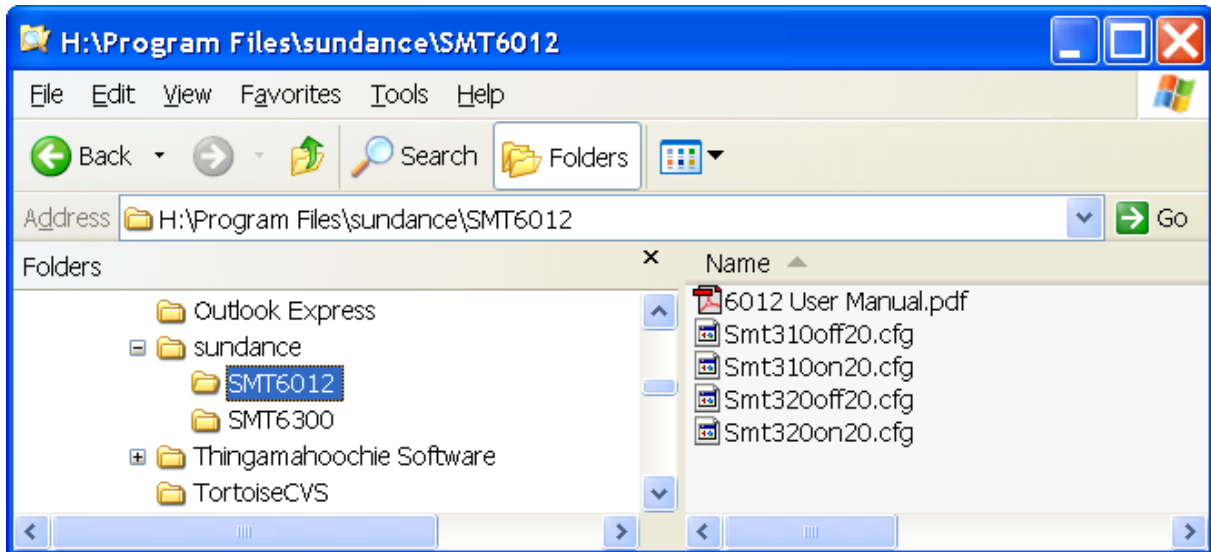 H:\Program Files\sundance\SMT6012
File Edit View Favorites Tools Help
Back Search Folders
Address H:\Program Files\sundance\SMT6012 Go
Folders
Outlook Express
sundance
SMT6012
SMT6300
Thingamahoochie Software
TortoiseCVS
Name
6012 User Manual.pdf
Smt310off20.cfg
Smt310on20.cfg
Smt320off20.cfg
Smt320on20.cfg